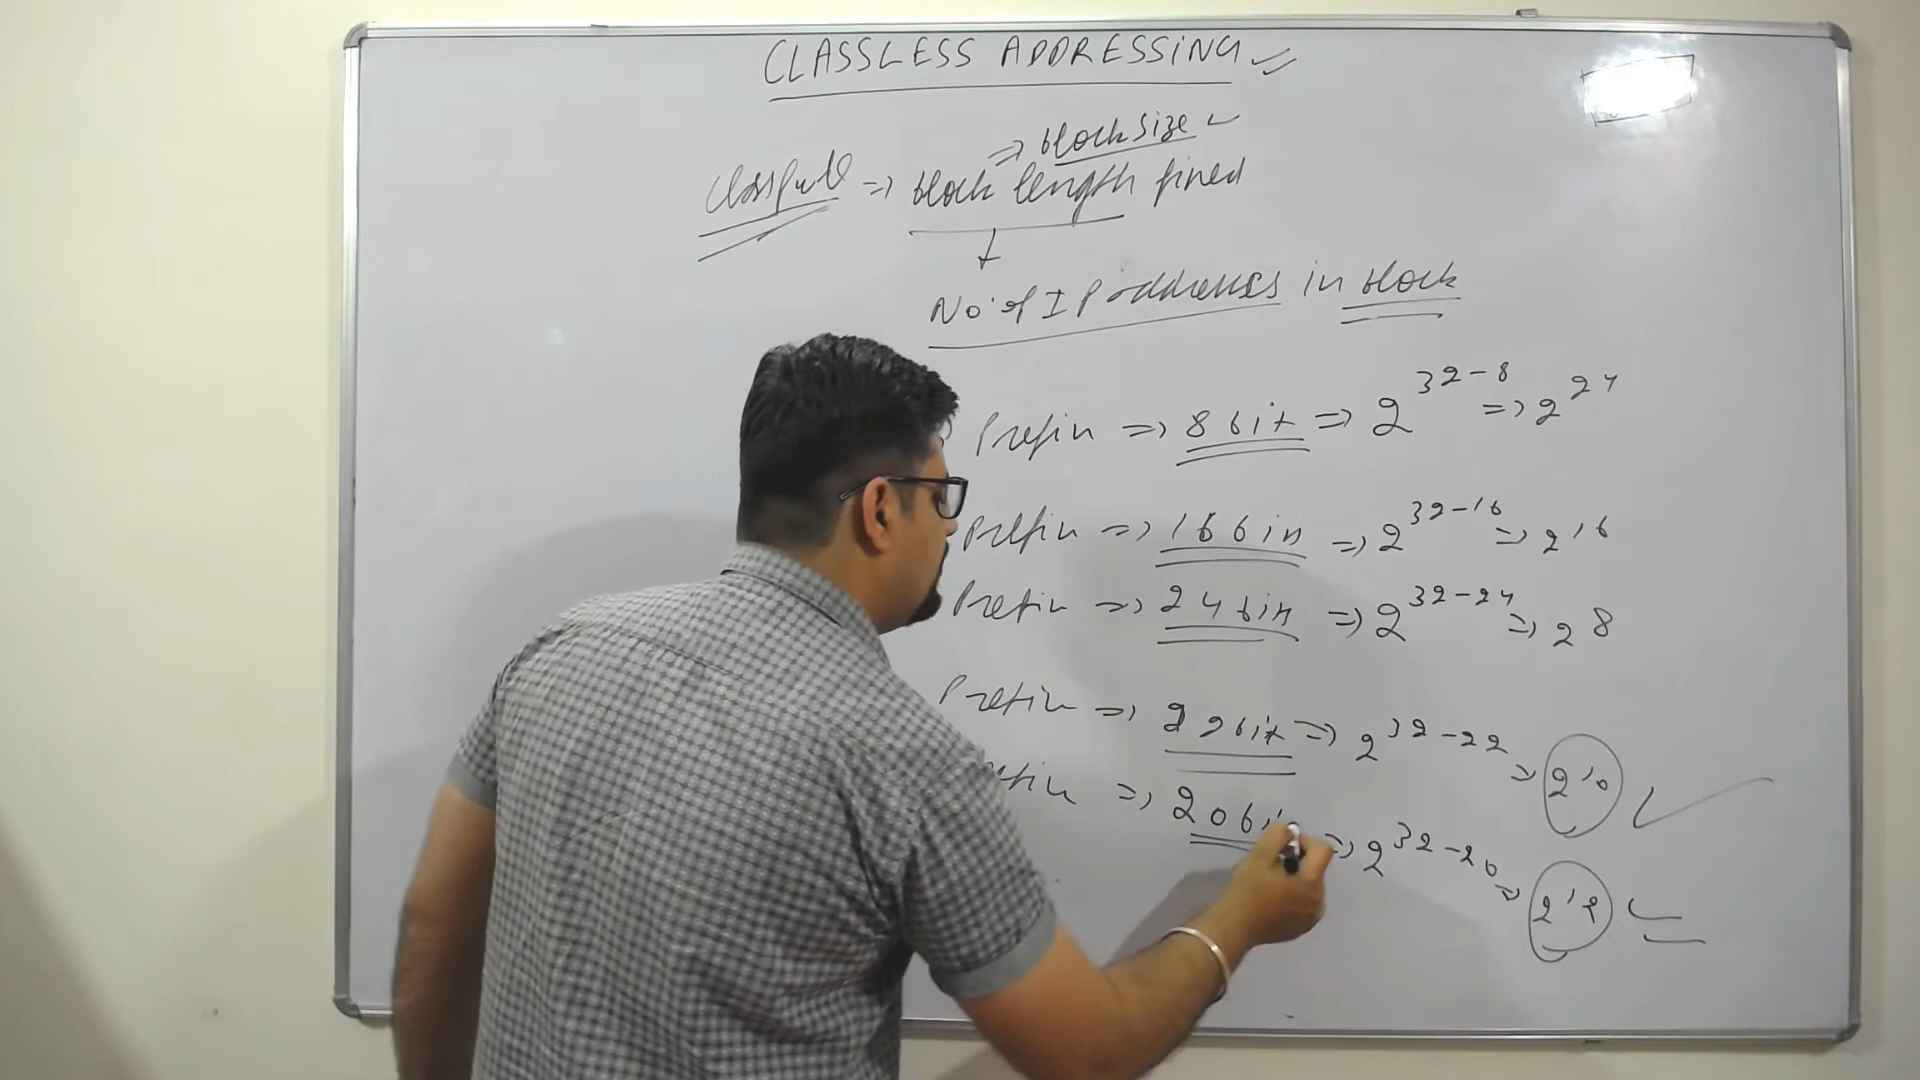 CLASSLESS ADDRESSING
=> block size
Classfull => block length fixed
No. of IP addresses in block
Prefix => 8 bit => 2^32-8 => 2^24
Prefix => 16 bit => 2^32-16 => 2^16
Prefix => 24 bit => 2^32-24 => 2^8
Prefix => 22 bit => 2^32-22 => 2^10
=> 20 bit => 2^32-20 => 2^12